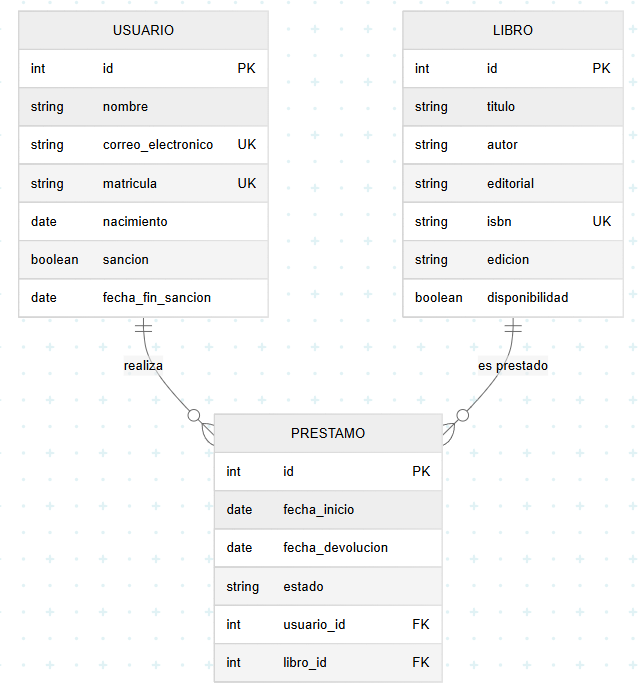 USUARIO
int id PK
string nombre
string correo_electronico UK
string matricula UK
date nacimiento
boolean sancion
date fecha_fin_sancion
LIBRO
int id PK
string titulo
string autor
string editorial
string isbn UK
string edicion
boolean disponibilidad
realiza
es prestado
PRESTAMO
int id PK
date fecha_inicio
date fecha_devolucion
string estado
int usuario_id FK
int libro_id FK